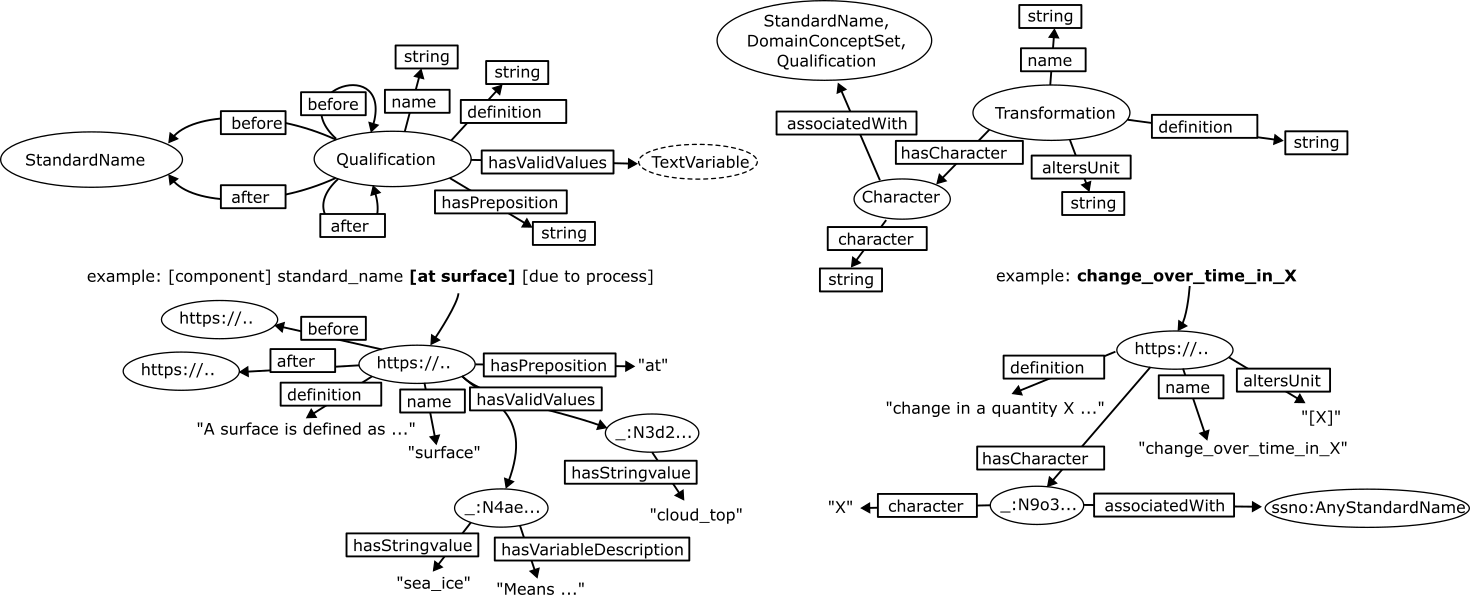 string
string
before
name
definition
before
StandardName
Qualification
hasValidValues
TextVariable
after
after
hasPreposition
string
example: [component] standard_name [at surface] [due to process]
https://..
before
https://..
after
https://..
hasPreposition
"at"
definition
name
hasValidValues
"A surface is defined as ..."
"surface"
_:N3d2...
hasStringvalue
"cloud_top"
_:N4ae...
hasStringvalue
hasVariableDescription
"sea_ice"
"Means ..."
StandardName,
DomainConceptSet,
Qualification
string
name
Transformation
associatedWith
definition
string
hasCharacter
altersUnit
string
Character
character
string
example: change_over_time_in_X
https://..
definition
name
altersUnit
"change in a quantity X ..."
"[X]"
"change_over_time_in_X"
hasCharacter
"X"
character
_:N9o3...
associatedWith
ssno:AnyStandardName